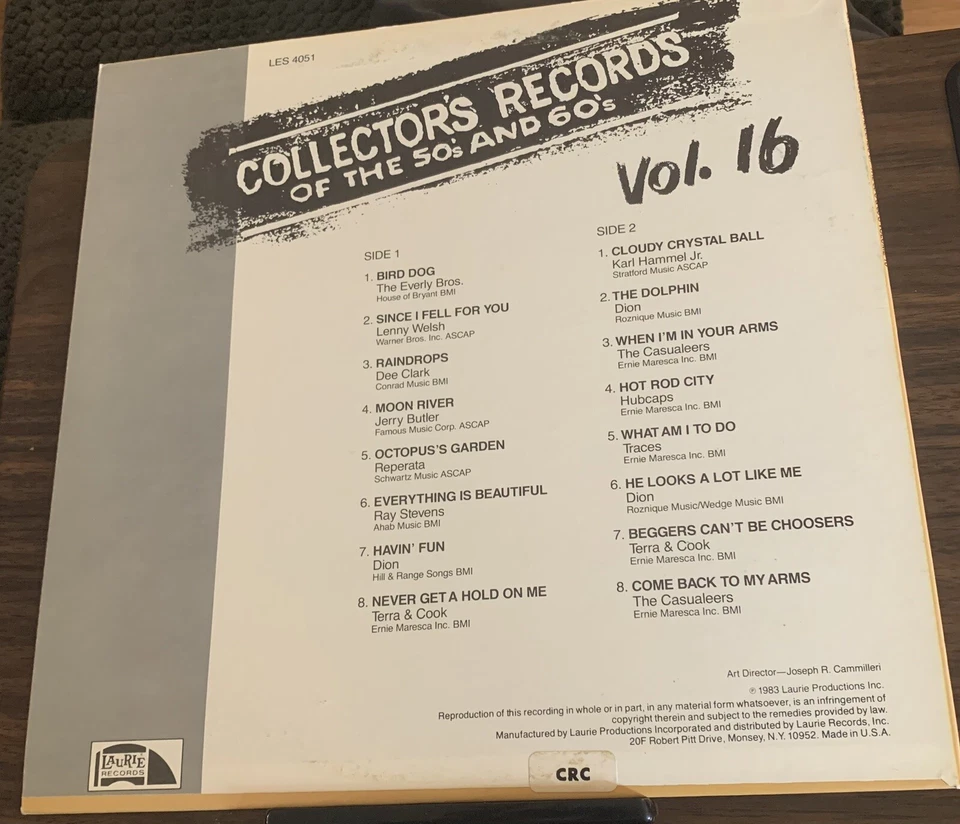 LES 4051
COLLECTOR'S RECORDS
OF THE 50's AND 60's
Vol. 16
SIDE 1
1. BIRD DOG
The Everly Bros.
House of Bryant BMI
2. SINCE I FELL FOR YOU
Lenny Welsh
Warner Bros. Inc. ASCAP
3. RAINDROPS
Dee Clark
Conrad Music BMI
4. MOON RIVER
Jerry Butler
Famous Music Corp. ASCAP
5. OCTOPUS'S GARDEN
Reperata
Schwartz Music ASCAP
6. EVERYTHING IS BEAUTIFUL
Ray Stevens
Ahab Music BMI
7. HAVIN' FUN
Dion
Hill & Range Songs BMI
8. NEVER GET A HOLD ON ME
Terra & Cook
Ernie Maresca Inc. BMI
SIDE 2
1. CLOUDY CRYSTAL BALL
Karl Hammel Jr.
Stratford Music ASCAP
2. THE DOLPHIN
Dion
Roznique Music BMI
3. WHEN I'M IN YOUR ARMS
The Casualeers
Ernie Maresca Inc. BMI
4. HOT ROD CITY
Hubcaps
Ernie Maresca Inc. BMI
5. WHAT AM I TO DO
Traces
Ernie Maresca Inc. BMI
6. HE LOOKS A LOT LIKE ME
Dion
Roznique Music/Wedge Music BMI
7. BEGGERS CAN'T BE CHOOSERS
Terra & Cook
Ernie Maresca Inc. BMI
8. COME BACK TO MY ARMS
The Casualeers
Ernie Maresca Inc. BMI
Art Director—Joseph R. Cammilleri
℗ 1983 Laurie Productions Inc.
Reproduction of this recording in whole or in part, in any material form whatsoever, is an infringement of
copyright therein and subject to the remedies provided by law.
Manufactured by Laurie Productions Incorporated and distributed by Laurie Records, Inc.
20F Robert Pitt Drive, Monsey, N.Y. 10952. Made in U.S.A.
LAURIE
RECORDS
CRC